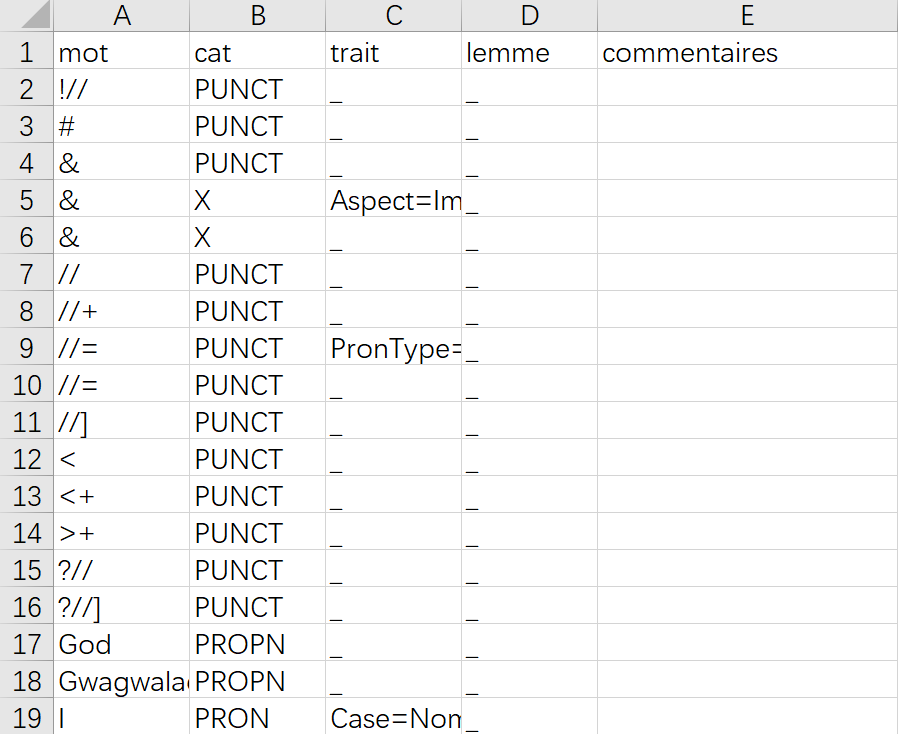 A B C D E
1 mot cat trait lemme commentaires
2 !// PUNCT _ _
3 # PUNCT _ _
4 & PUNCT _ _
5 & X Aspect=Im _
6 & X _ _
7 // PUNCT _ _
8 //+ PUNCT _ _
9 //= PUNCT PronType= _
10 //= PUNCT _ _
11 //] PUNCT _ _
12 < PUNCT _ _
13 <+ PUNCT _ _
14 >+ PUNCT _ _
15 ?// PUNCT _ _
16 ?//] PUNCT _ _
17 God PROPN _ _
18 Gwagwala PROPN _ _
19 I PRON Case=Nom _